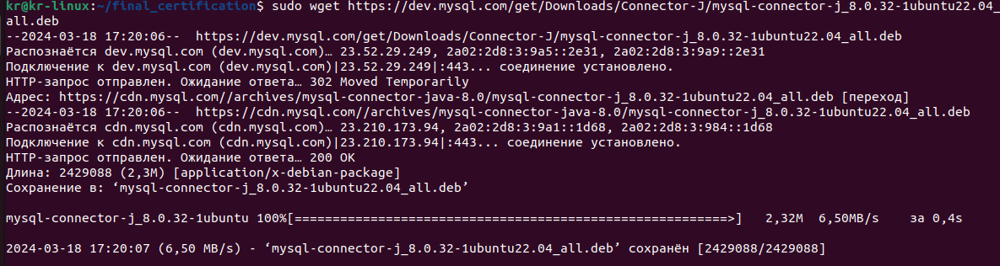 kr@kr-linux:~/final_certification$ sudo wget https://dev.mysql.com/get/Downloads/Connector-J/mysql-connector-j_8.0.32-1ubuntu22.04_
all.deb
--2024-03-18 17:20:06--  https://dev.mysql.com/get/Downloads/Connector-J/mysql-connector-j_8.0.32-1ubuntu22.04_all.deb
Распознаётся dev.mysql.com (dev.mysql.com)… 23.52.29.249, 2a02:2d8:3:9a5::2e31, 2a02:2d8:3:9a9::2e31
Подключение к dev.mysql.com (dev.mysql.com)|23.52.29.249|:443... соединение установлено.
HTTP-запрос отправлен. Ожидание ответа… 302 Moved Temporarily
Адрес: https://cdn.mysql.com//archives/mysql-connector-java-8.0/mysql-connector-j_8.0.32-1ubuntu22.04_all.deb [переход]
--2024-03-18 17:20:06--  https://cdn.mysql.com//archives/mysql-connector-java-8.0/mysql-connector-j_8.0.32-1ubuntu22.04_all.deb
Распознаётся cdn.mysql.com (cdn.mysql.com)… 23.210.173.94, 2a02:2d8:3:9a1::1d68, 2a02:2d8:3:984::1d68
Подключение к cdn.mysql.com (cdn.mysql.com)|23.210.173.94|:443... соединение установлено.
HTTP-запрос отправлен. Ожидание ответа… 200 OK
Длина: 2429088 (2,3M) [application/x-debian-package]
Сохранение в: ‘mysql-connector-j_8.0.32-1ubuntu22.04_all.deb’
mysql-connector-j_8.0.32-1ubuntu 100%[=========================================================>]   2,32M  6,50MB/s    за 0,4s
2024-03-18 17:20:07 (6,50 MB/s) - ‘mysql-connector-j_8.0.32-1ubuntu22.04_all.deb’ сохранён [2429088/2429088]